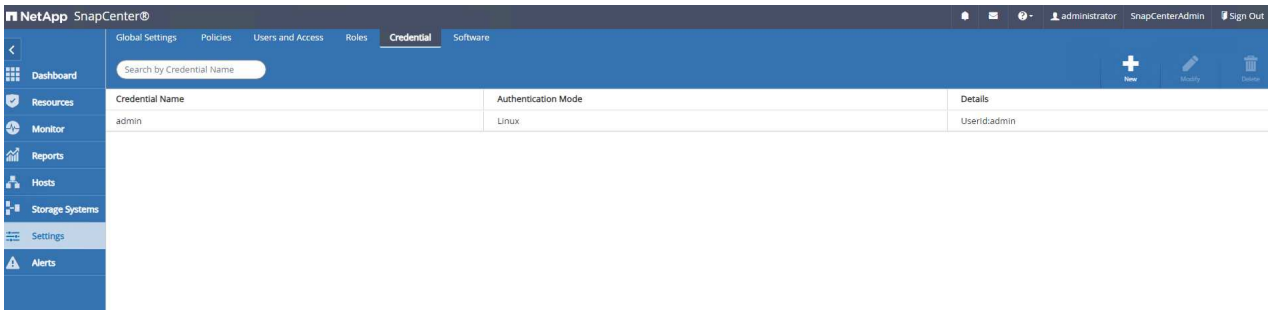 NetApp SnapCenter®
administrator SnapCenterAdmin Sign Out
Global Settings Policies Users and Access Roles Credential Software
Search by Credential Name
New Modify Delete
Dashboard
Resources
Monitor
Reports
Hosts
Storage Systems
Settings
Alerts
Credential Name Authentication Mode Details
admin Linux UserId:admin